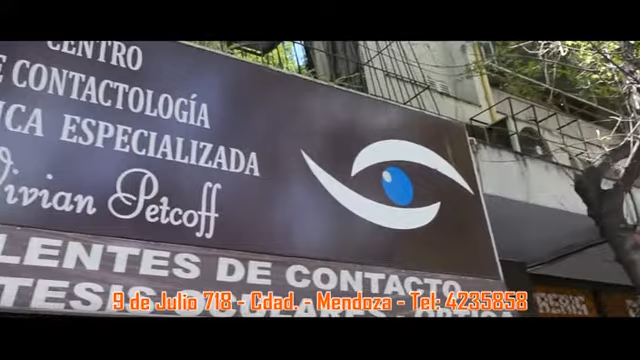 CENTRO
E CONTACTOLOGÍA
ICA ESPECIALIZADA
Vivian Petcoff
LENTES DE CONTACTO
9 de Julio 718 - Cdad. - Mendoza - Tel: 4235858